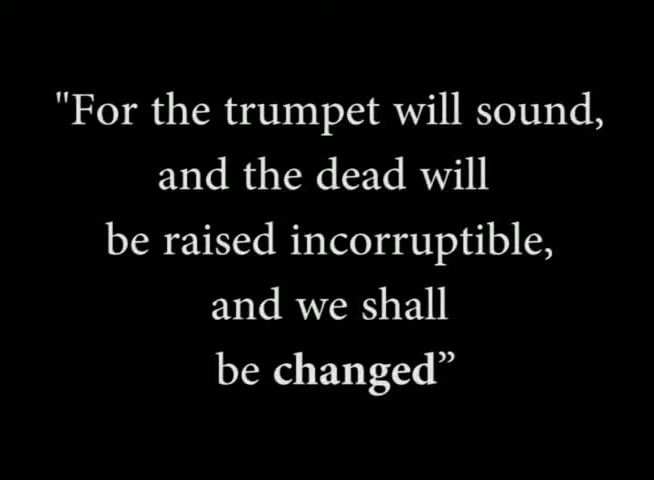 "For the trumpet will sound,
and the dead will
be raised incorruptible,
and we shall
be changed”